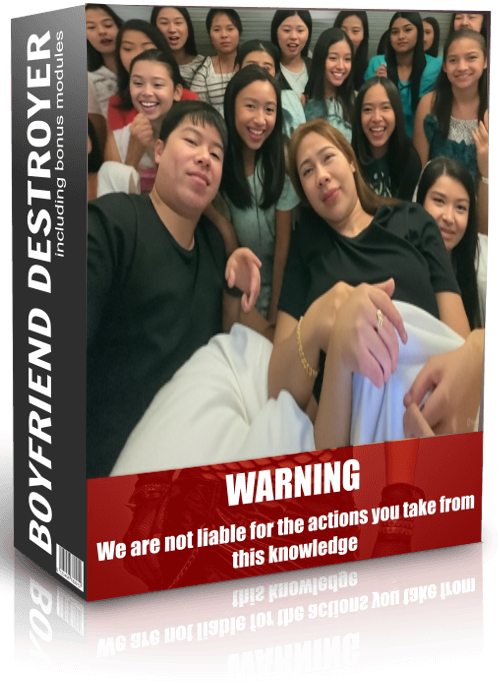 BOYFRIEND DESTROYER
including bonus modules
WARNING
We are not liable for the actions you take from
this knowledge